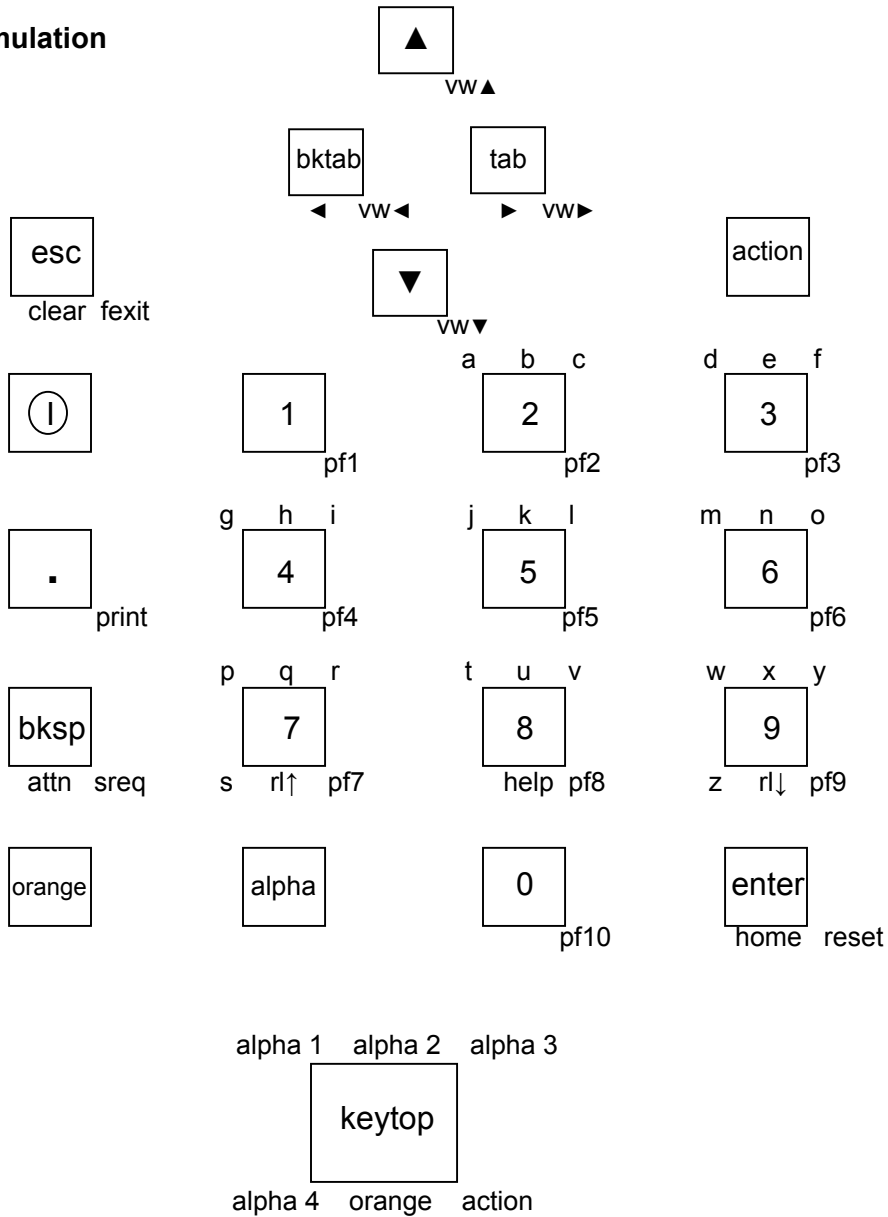 mulation
▲
vw▲
bktab tab
◄ vw◄ ► vw►
esc ▼ action
clear fexit
vw▼
a b c d e f
I 1 2 3
pf1 pf2 pf3
g h i j k l m n o
. 4 5 6
print pf4 pf5 pf6
p q r t u v w x y
bksp 7 8 9
attn sreq s rl↑ pf7 help pf8 z rl↓ pf9
orange alpha 0 enter
pf10 home reset
alpha 1 alpha 2 alpha 3
keytop
alpha 4 orange action